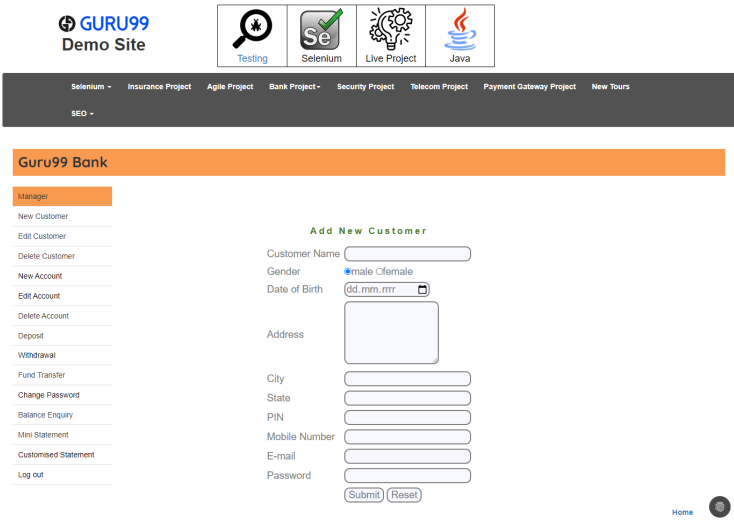 GURU99
Demo Site
Testing
Se
Selenium
Live Project
Java
Selenium Insurance Project Agile Project Bank Project Security Project Telecom Project Payment Gateway Project New Tours
SEO
Guru99 Bank
Manager
New Customer
Edit Customer
Delete Customer
New Account
Edit Account
Delete Account
Deposit
Withdrawal
Fund Transfer
Change Password
Balance Enquiry
Mini Statement
Customised Statement
Log out
Add New Customer
Customer Name
Gender male female
Date of Birth dd.mm.rrrr
Address
City
State
PIN
Mobile Number
E-mail
Password
Submit Reset
Home